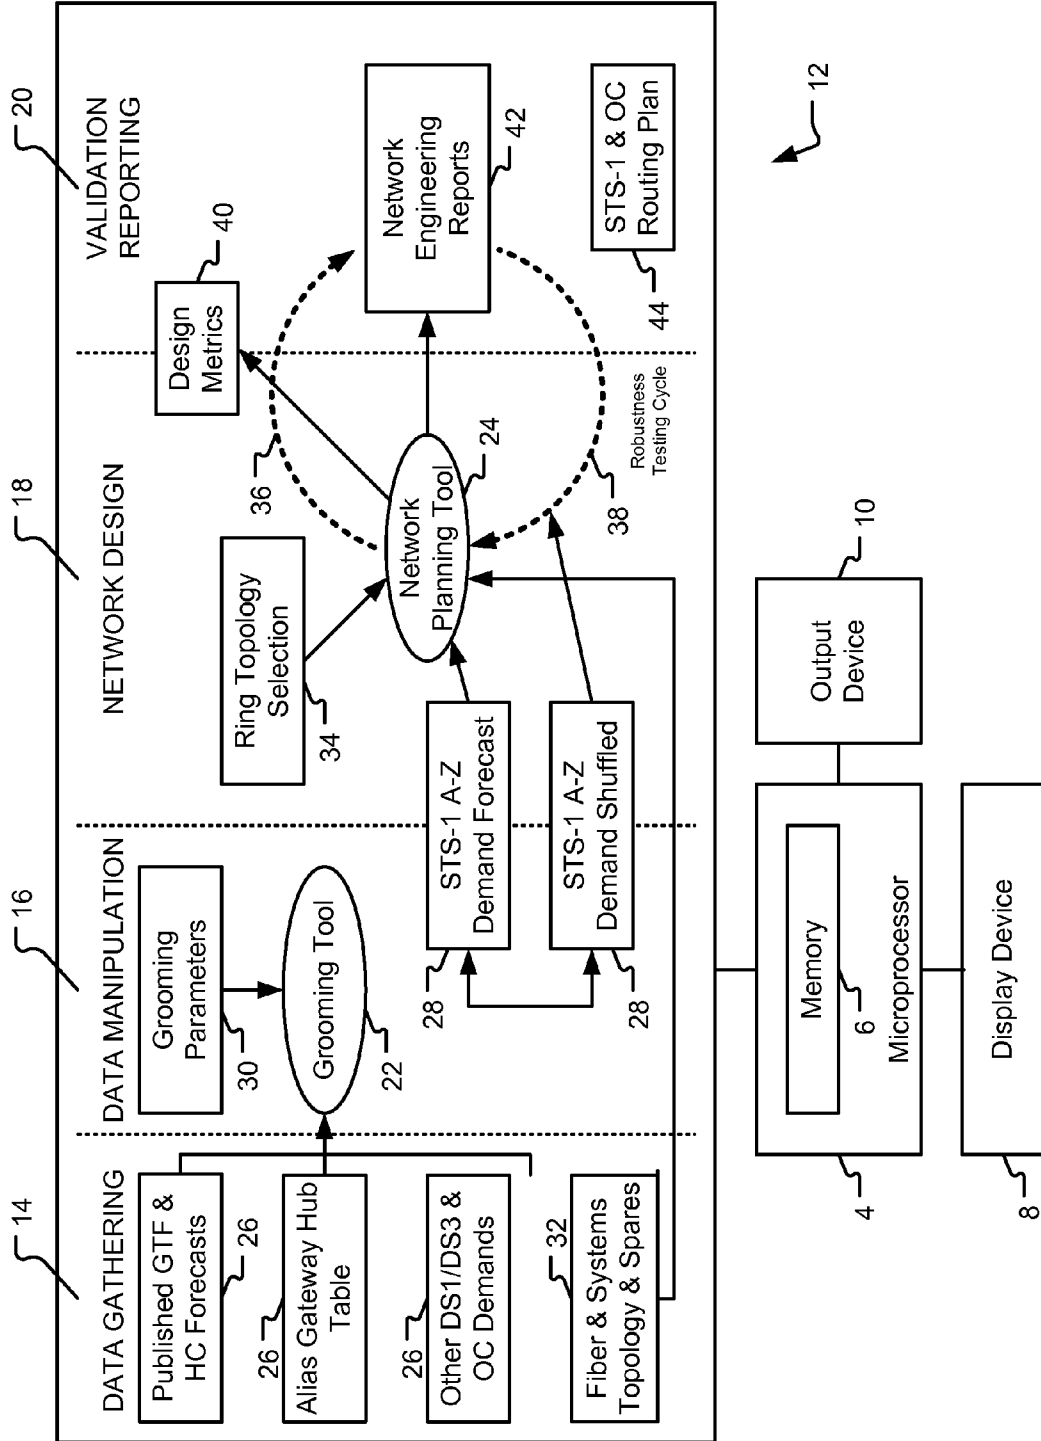 14
16
18
20
DATA GATHERING
DATA MANIPULATION
NETWORK DESIGN
VALIDATION
REPORTING
Published GTF &
HC Forecasts
26
Alias Gateway Hub
Table
26
Other DS1/DS3 &
OC Demands
26
Fiber & Systems
Topology & Spares
32
Grooming
Parameters
30
Grooming Tool
22
STS-1 A-Z
Demand Forecast
28
STS-1 A-Z
Demand Shuffled
28
Ring Topology
Selection
34
Network
Planning Tool
24
36
38
Robustness
Testing Cycle
Design
Metrics
40
Network
Engineering
Reports
42
STS-1 & OC
Routing Plan
44
12
Memory
6
Microprocessor
4
Output
Device
10
Display Device
8